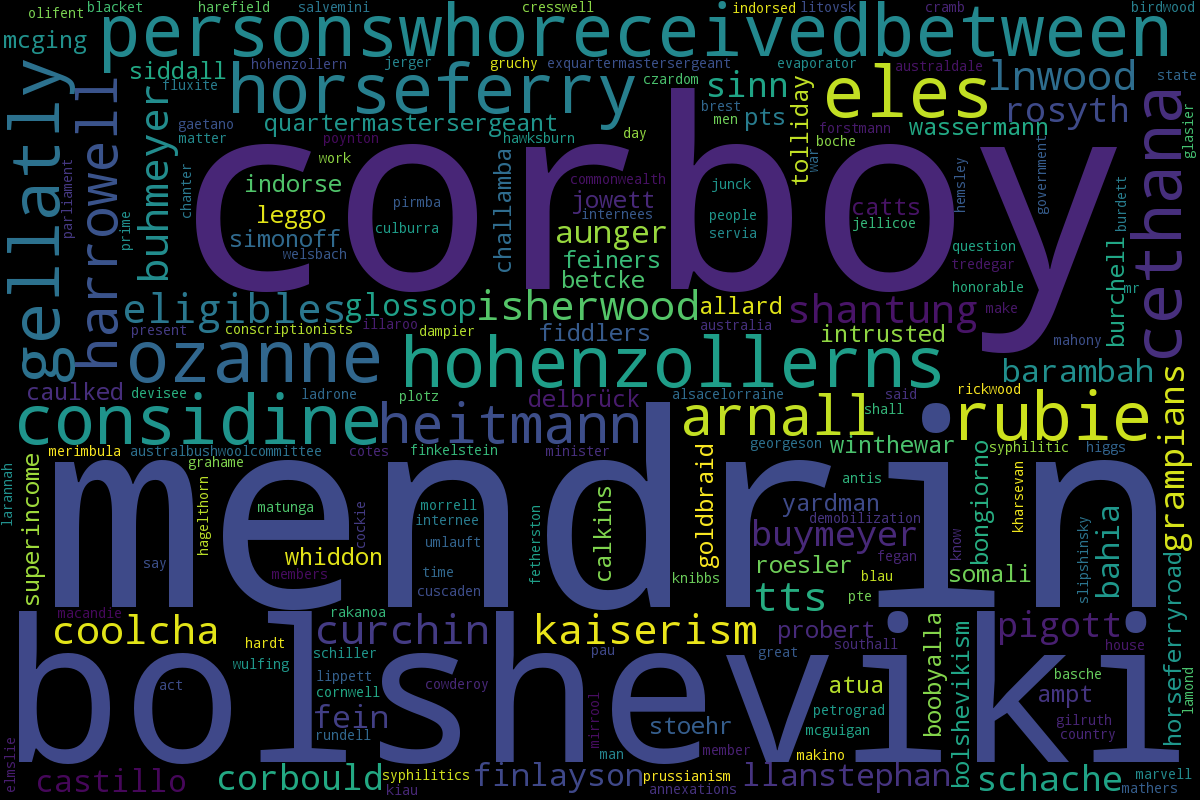 olifent blacket harefield salvemini cresswell indorsed litovsk cramb birdwood
mcging personswhoreceivedbetween
siddall fluxite hohenzollern jerger gruchy exquartermastersergeant evaporator australdale state
gellatly harrowell buhmeyer horseferry czardom sinn eles lnwood rosyth cethana glasier
gaetano matter quartermastersergeant poynton hawksburn day brest men pts tolliday forstmann boche wassermann
corboy
parliament prime chanter work indorse leggo simonoff welsbach pirmba culburra challamba commonwealth jowett internees aunger feiners betcke junck people servia war catts jellicoe hemsley question tredegar honorable government burdett mr
eligibles glossop isherwood allard shantung make burchell
present conscriptionists illaroo dampier fiddlers australia intrusted mahony
ozanne hohenzollerns barambah
caulked devisee ladrone plotz delbrück alsacelorraine said shall rickwood
considine heitmann arnall rubie grampians
merimbula australbushwoolcommittee cotes finkelstein minister georgeson winthewar syphilitic higgs
larannah superincome grahame hagelthorn matunga cockie morrell internee umlauft goldbraid antis yardman demobilization bongiorno kharsevan
mendrin
say whiddon members time cuscaden fetherston calkins knibbs buymeyer roesler fegan know blau somali slipshinsky bahia
macandie rakanoa tts pte
coolcha hardt curchin kaiserism probert southall pigott house horseferryroad
bolsheviki
wulfing schiller lippett cornwell cowderoy pau great atua boobyalla bolshevikism basche ampt lamond
act fein rundell mirrool stoehr petrograd mcguigan gilruth country
elmslie man member makino
castillo corbould syphilitics kiau finlayson prussianism annexations llanstephan schache marvell mathers